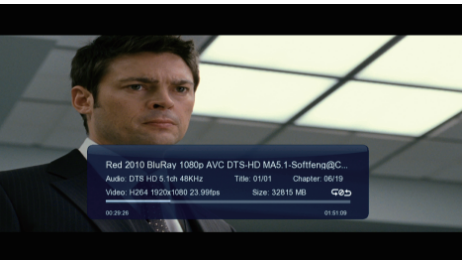 Red 2010 BluRay 1080p AVC DTS-HD MA5.1-Softfeng@C...
Audio: DTS HD 5.1ch 48KHz Title: 01/01 Chapter: 06/19
Video: H264 1920x1080 23.99fps Size: 32815 MB
00:29:26 01:51:09